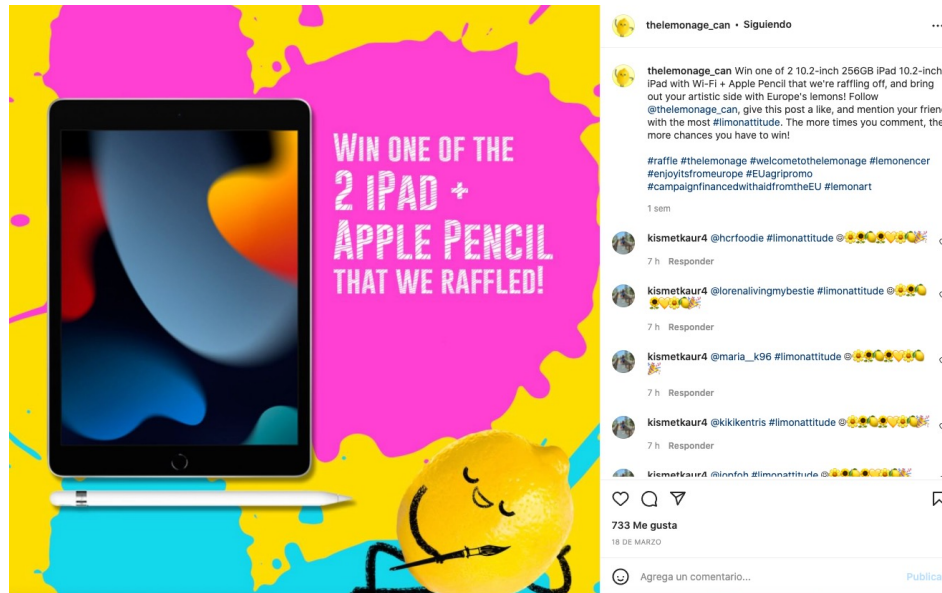 WIN ONE OF THE
2 IPAD +
APPLE PENCIL
THAT WE RAFFLED!
thelemonage_can • Siguiendo
thelemonage_can Win one of 2 10.2-inch 256GB iPad 10.2-inch
iPad with Wi-Fi + Apple Pencil that we're raffling off, and bring
out your artistic side with Europe's lemons! Follow
@thelemonage_can, give this post a like, and mention your frien
with the most #limonattitude. The more times you comment, the
more chances you have to win!
#raffle #thelemonage #welcometothelemonage #lemonencer
#enjoyitsfromeurope #EUagripromo
#campaignfinancedwithaidfromtheEU #lemonart
1 sem
kismetkaur4 @hcrfoodie #limonattitude
7 h Responder
kismetkaur4 @lorenalivingmybestie #limonattitude
7 h Responder
kismetkaur4 @maria__k96 #limonattitude
7 h Responder
kismetkaur4 @kikikentris #limonattitude
7 h Responder
kismetkaur4 #limonattitude
733 Me gusta
18 DE MARZO
Agrega un comentario...
Publica